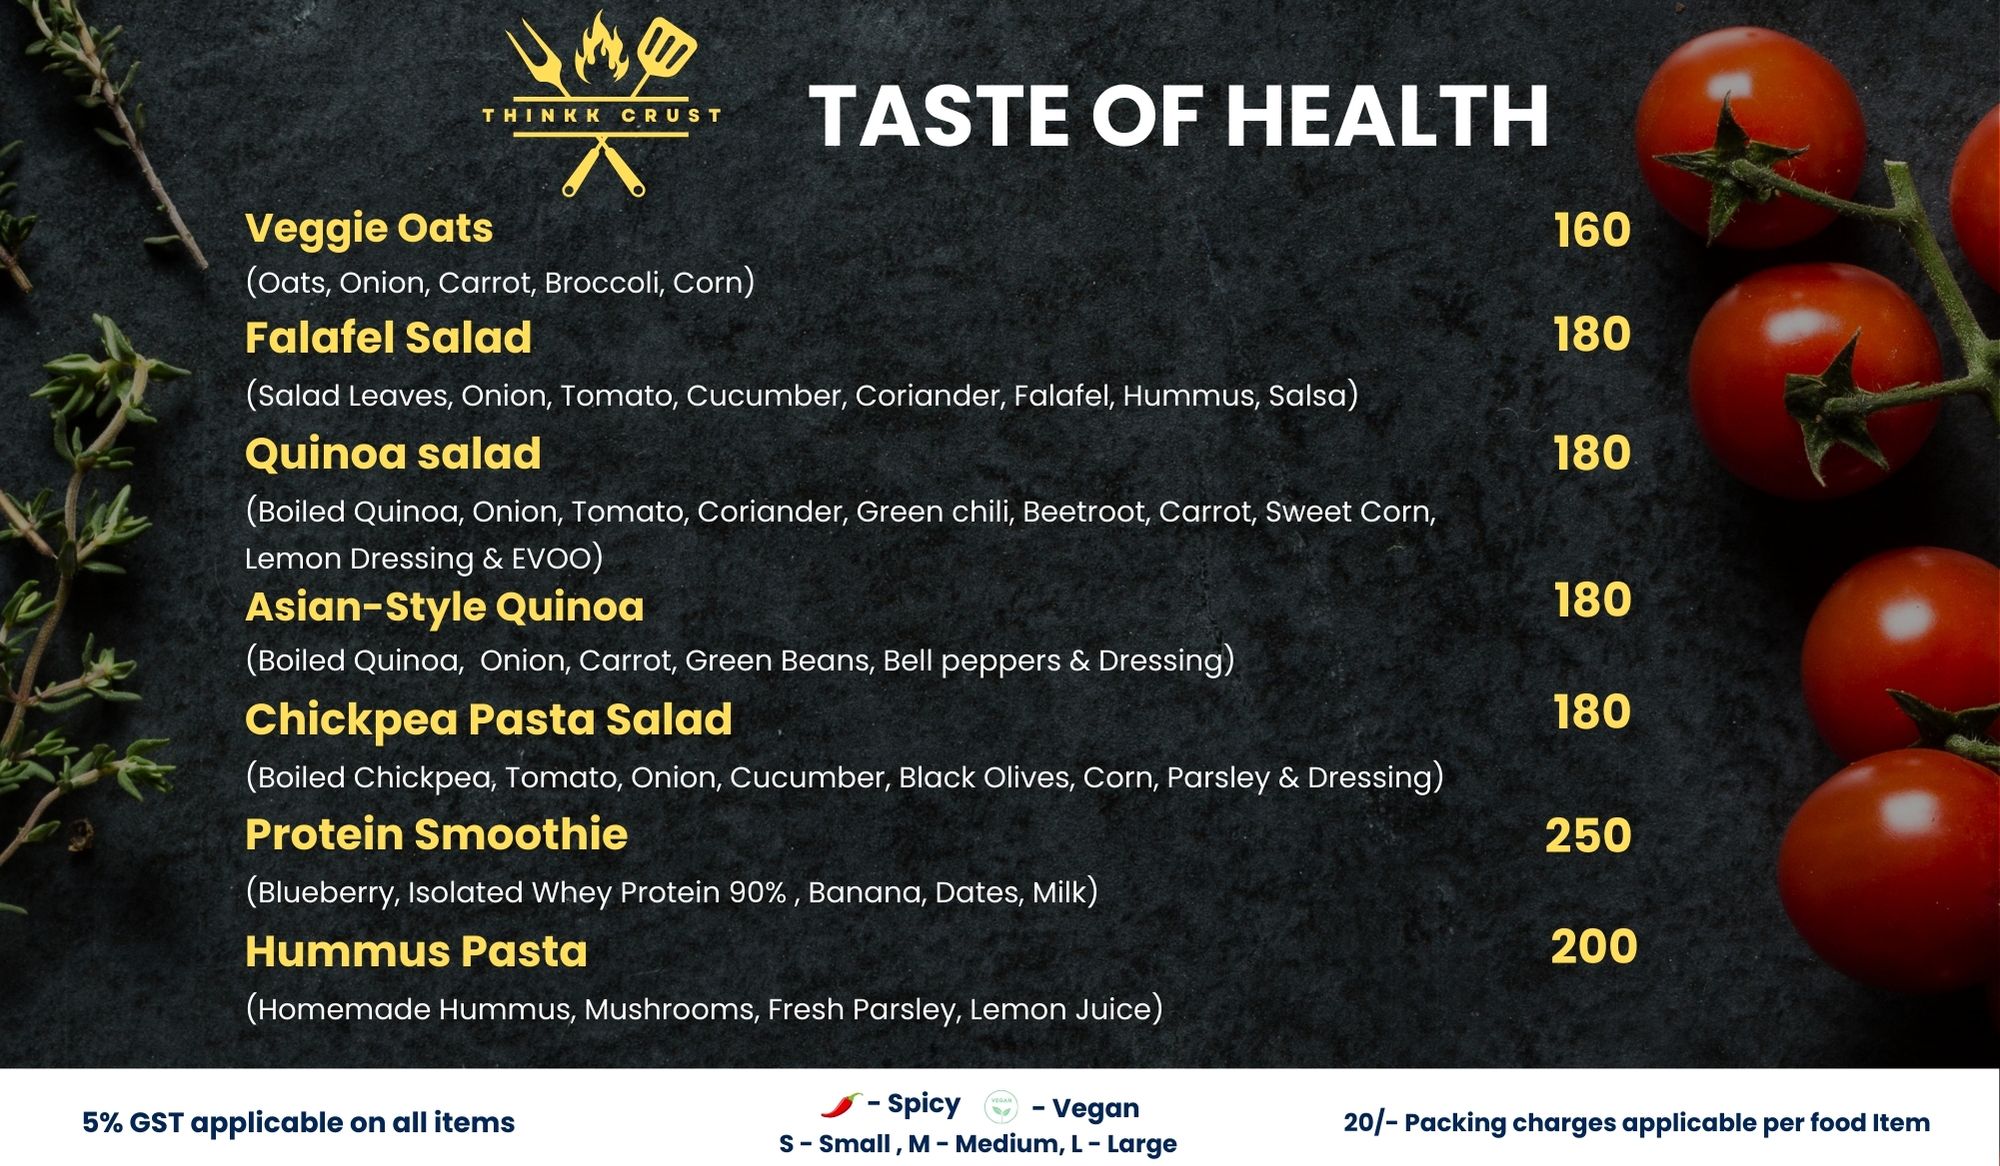 THINKK CRUST
TASTE OF HEALTH
Veggie Oats 160
(Oats, Onion, Carrot, Broccoli, Corn)
Falafel Salad 180
(Salad Leaves, Onion, Tomato, Cucumber, Coriander, Falafel, Hummus, Salsa)
Quinoa salad 180
(Boiled Quinoa, Onion, Tomato, Coriander, Green chili, Beetroot, Carrot, Sweet Corn,
Lemon Dressing & EVOO)
Asian-Style Quinoa 180
(Boiled Quinoa, Onion, Carrot, Green Beans, Bell peppers & Dressing)
Chickpea Pasta Salad 180
(Boiled Chickpea, Tomato, Onion, Cucumber, Black Olives, Corn, Parsley & Dressing)
Protein Smoothie 250
(Blueberry, Isolated Whey Protein 90% , Banana, Dates, Milk)
Hummus Pasta 200
(Homemade Hummus, Mushrooms, Fresh Parsley, Lemon Juice)
5% GST applicable on all items
- Spicy VEGAN - Vegan
S - Small , M - Medium, L - Large
20/- Packing charges applicable per food Item